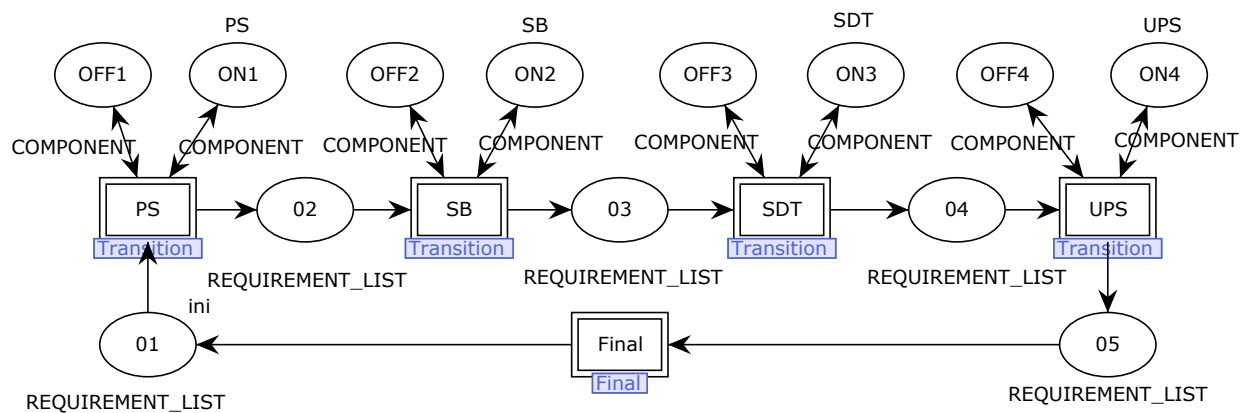 PS
SB
SDT
UPS
OFF1
ON1
OFF2
ON2
OFF3
ON3
OFF4
ON4
COMPONENT
COMPONENT
COMPONENT
COMPONENT
COMPONENT
COMPONENT
COMPONENT
COMPONENT
PS
02
SB
03
SDT
04
UPS
Transition
Transition
Transition
Transition
REQUIREMENT_LIST
REQUIREMENT_LIST
REQUIREMENT_LIST
ini
01
Final
05
Final
REQUIREMENT_LIST
REQUIREMENT_LIST